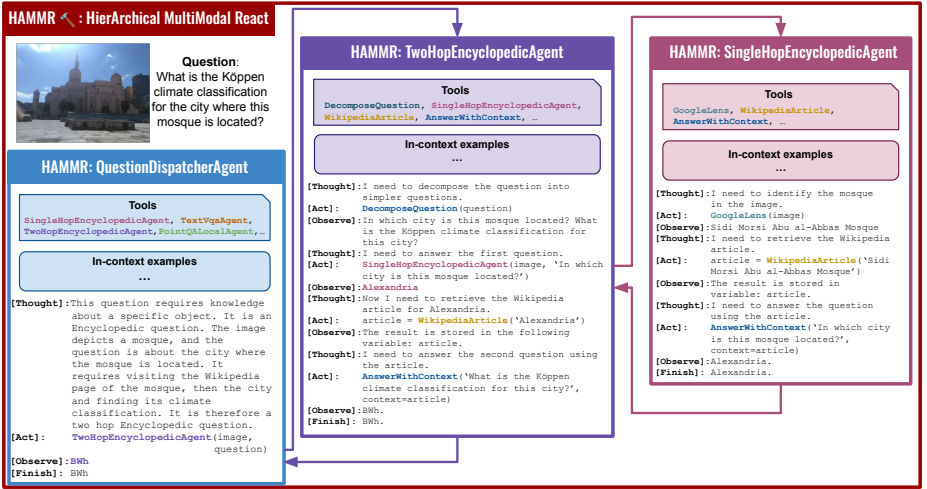 HAMMR 🔨 : HierArchical MultiModal React
Question:
What is the Köppen
climate classification
for the city where this
mosque is located?
HAMMR: QuestionDispatcherAgent
Tools
SingleHopEncyclopedicAgent, TextVqaAgent,
TwoHopEncyclopedicAgent,PointQALocalAgent,…
In-context examples
…
[Thought]:This question requires knowledge
about a specific object. It is an
Encyclopedic question. The image
depicts a mosque, and the
question is about the city where
the mosque is located. It
requires visiting the Wikipedia
page of the mosque, then the city
and finding its climate
classification. It is therefore a
two hop Encyclopedic question.
[Act]: TwoHopEncyclopedicAgent(image,
question)
[Observe]:BWh
[Finish]: BWh
HAMMR: TwoHopEncyclopedicAgent
Tools
DecomposeQuestion, SingleHopEncyclopedicAgent,
WikipediaArticle, AnswerWithContext, …
In-context examples
…
[Thought]:I need to decompose the question into
simpler questions.
[Act]: DecomposeQuestion(question)
[Observe]:In which city is this mosque located? What
is the Köppen climate classification for
this city?
[Thought]:I need to answer the first question.
[Act]: SingleHopEncyclopedicAgent(image, ‘In which
city is this mosque located?’)
[Observe]:Alexandria
[Thought]:Now I need to retrieve the Wikipedia
article for Alexandria.
[Act]: article = WikipediaArticle(‘Alexandria’)
[Observe]:The result is stored in the following
variable: article.
[Thought]:I need to answer the second question using
the article.
[Act]: AnswerWithContext(‘What is the Köppen
climate classification for this city?’,
context=article)
[Observe]:BWh.
[Finish]: BWh.
HAMMR: SingleHopEncyclopedicAgent
Tools
GoogleLens, WikipediaArticle,
AnswerWithContext, …
In-context examples
…
[Thought]:I need to identify the mosque
in the image.
[Act]: GoogleLens(image)
[Observe]:Sidi Morsi Abu al-Abbas Mosque
[Thought]:I need to retrieve the Wikipedia
article.
[Act]: article = WikipediaArticle(‘Sidi
Morsi Abu al-Abbas Mosque’)
[Observe]:The result is stored in
variable: article.
[Thought]:I need to answer the question
using the article.
[Act]: AnswerWithContext(‘In which city
is this mosque located?’,
context=article)
[Observe]:Alexandria.
[Finish]: Alexandria.